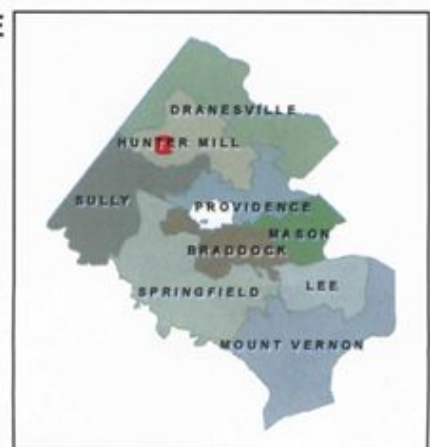 DRANESVILLE
HUNTER MILL
SULLY
PROVIDENCE
MASON
BRADDOCK
SPRINGFIELD
LEE
MOUNT VERNON